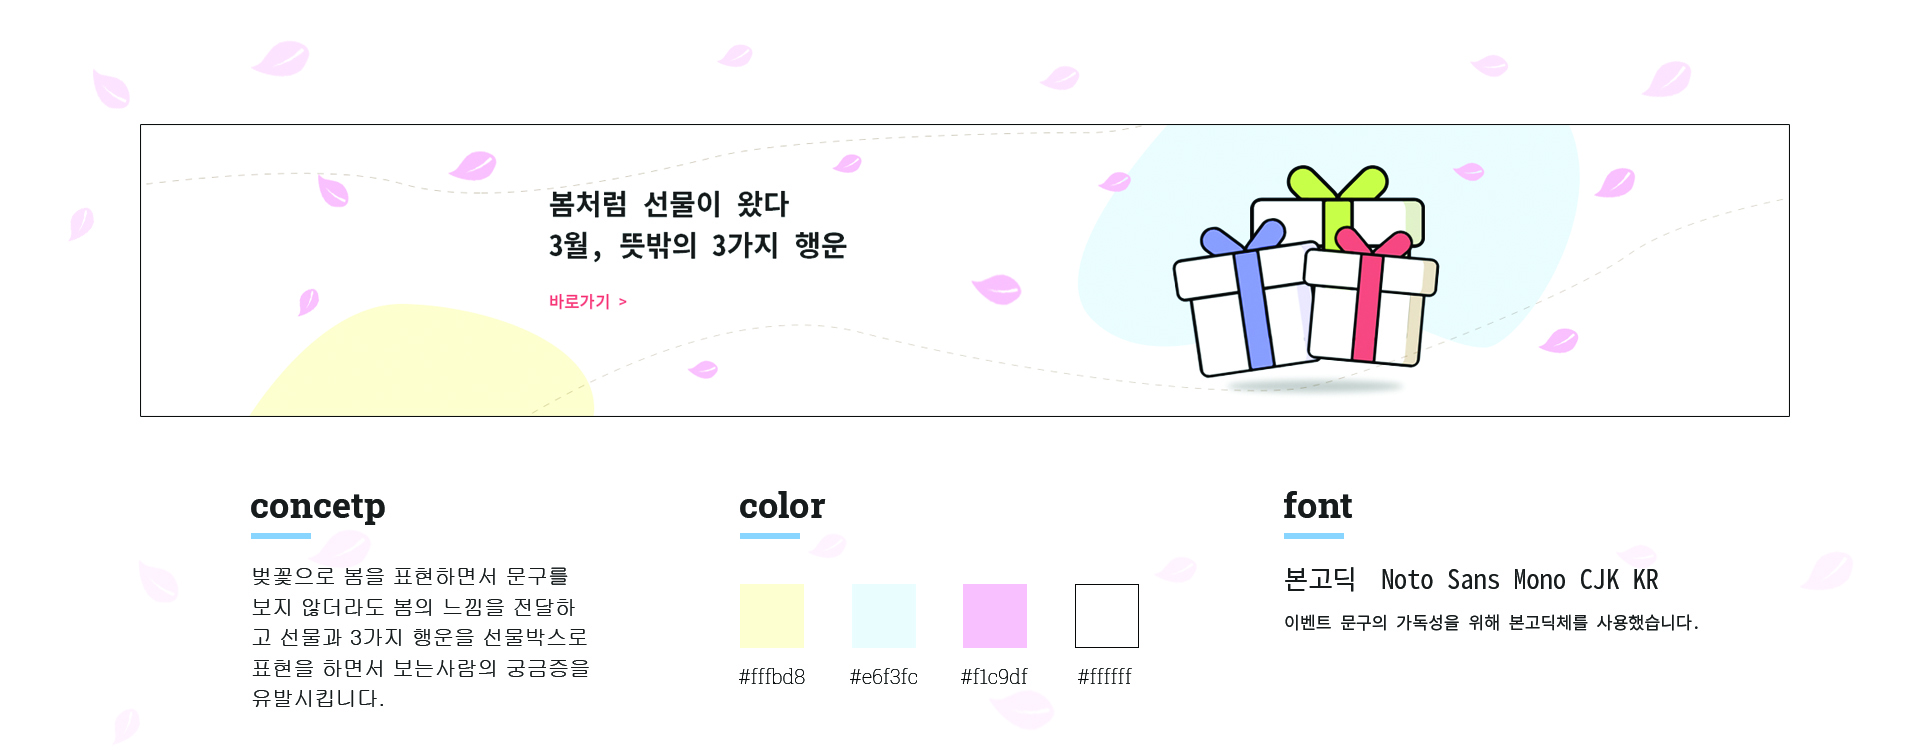 봄처럼 선물이 왔다
3월, 뜻밖의 3가지 행운
바로가기 >
concetp
벚꽃으로 봄을 표현하면서 문구를
보지 않더라도 봄의 느낌을 전달하
고 선물과 3가지 행운을 선물박스로
표현을 하면서 보는사람의 궁금증을
유발시킵니다.
color
#fffbd8 #e6f3fc #f1c9df #ffffff
font
본고딕 Noto Sans Mono CJK KR
이벤트 문구의 가독성을 위해 본고딕체를 사용했습니다.